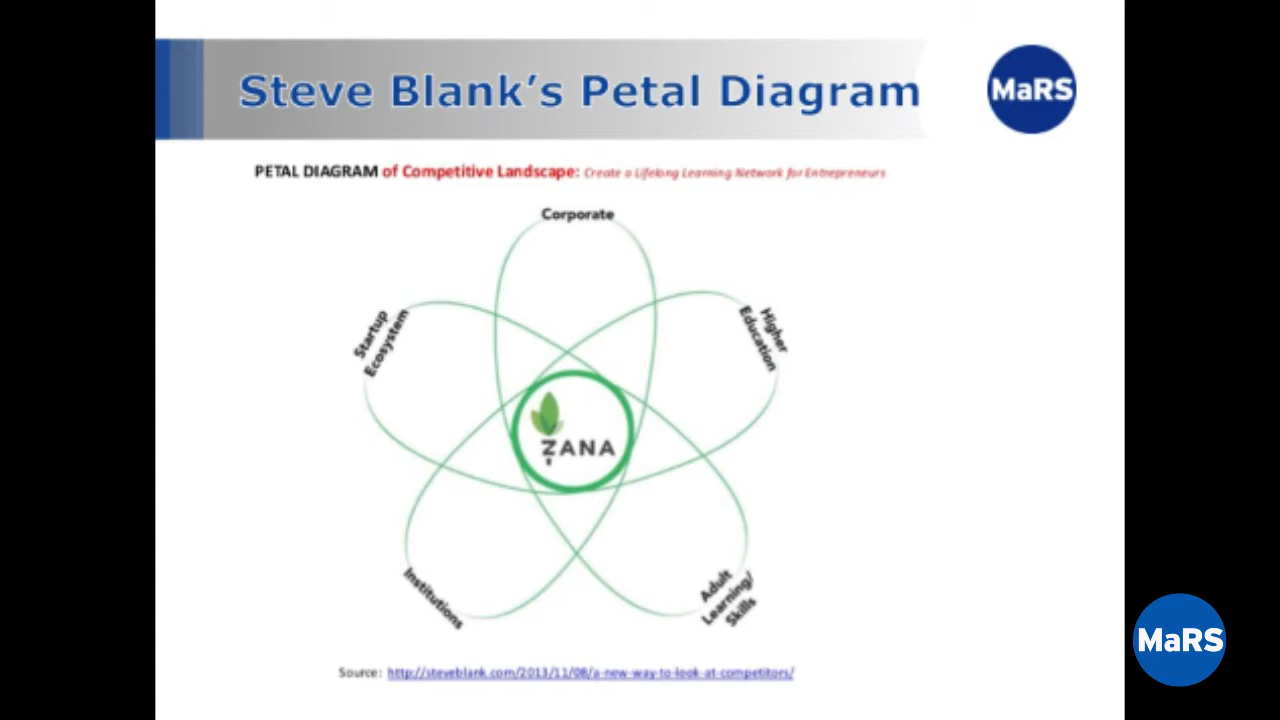 Steve Blank's Petal Diagram
MaRS
PETAL DIAGRAM of Competitive Landscape: Create a Lifelong Learning Network for Entrepreneurs
Corporate
Startup
Ecosystem
Higher
Education
ŻANA
Institutions
Adult
Learning/
Skills
MaRS
Source: http://steveblank.com/2013/11/08/a-new-way-to-look-at-competitors/